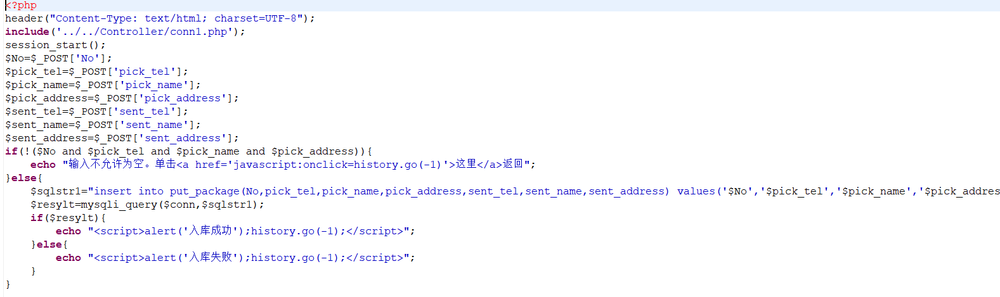 <?php
header("Content-Type: text/html; charset=UTF-8");
include('../../Controller/conn1.php');
session_start();
$No=$_POST['No'];
$pick_tel=$_POST['pick_tel'];
$pick_name=$_POST['pick_name'];
$pick_address=$_POST['pick_address'];
$sent_tel=$_POST['sent_tel'];
$sent_name=$_POST['sent_name'];
$sent_address=$_POST['sent_address'];
if(!($No and $pick_tel and $pick_name and $pick_address)){
    echo "输入不允许为空。单击<a href='javascript:onclick=history.go(-1)'>这里</a>返回";
}else{
    $sqlstr1="insert into put_package(No,pick_tel,pick_name,pick_address,sent_tel,sent_name,sent_address) values('$No','$pick_tel','$pick_name','$pick_addres
    $resylt=mysqli_query($conn,$sqlstr1);
    if($resylt){
        echo "<script>alert('入库成功');history.go(-1);</script>";
    }else{
        echo "<script>alert('入库失败');history.go(-1);</script>";
    }
}